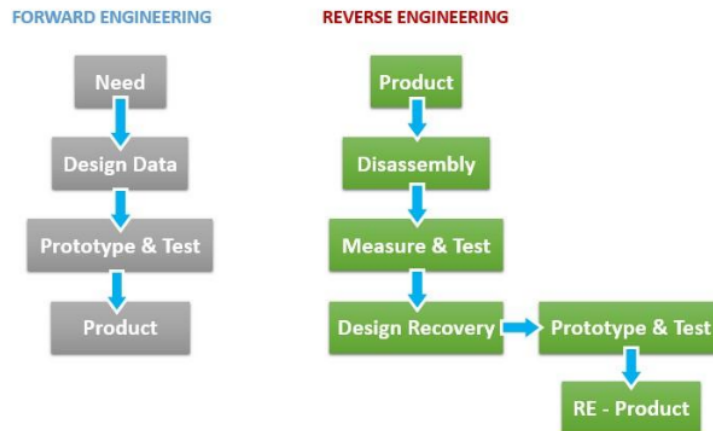 FORWARD ENGINEERING
Need
Design Data
Prototype & Test
Product
REVERSE ENGINEERING
Product
Disassembly
Measure & Test
Design Recovery
Prototype & Test
RE - Product